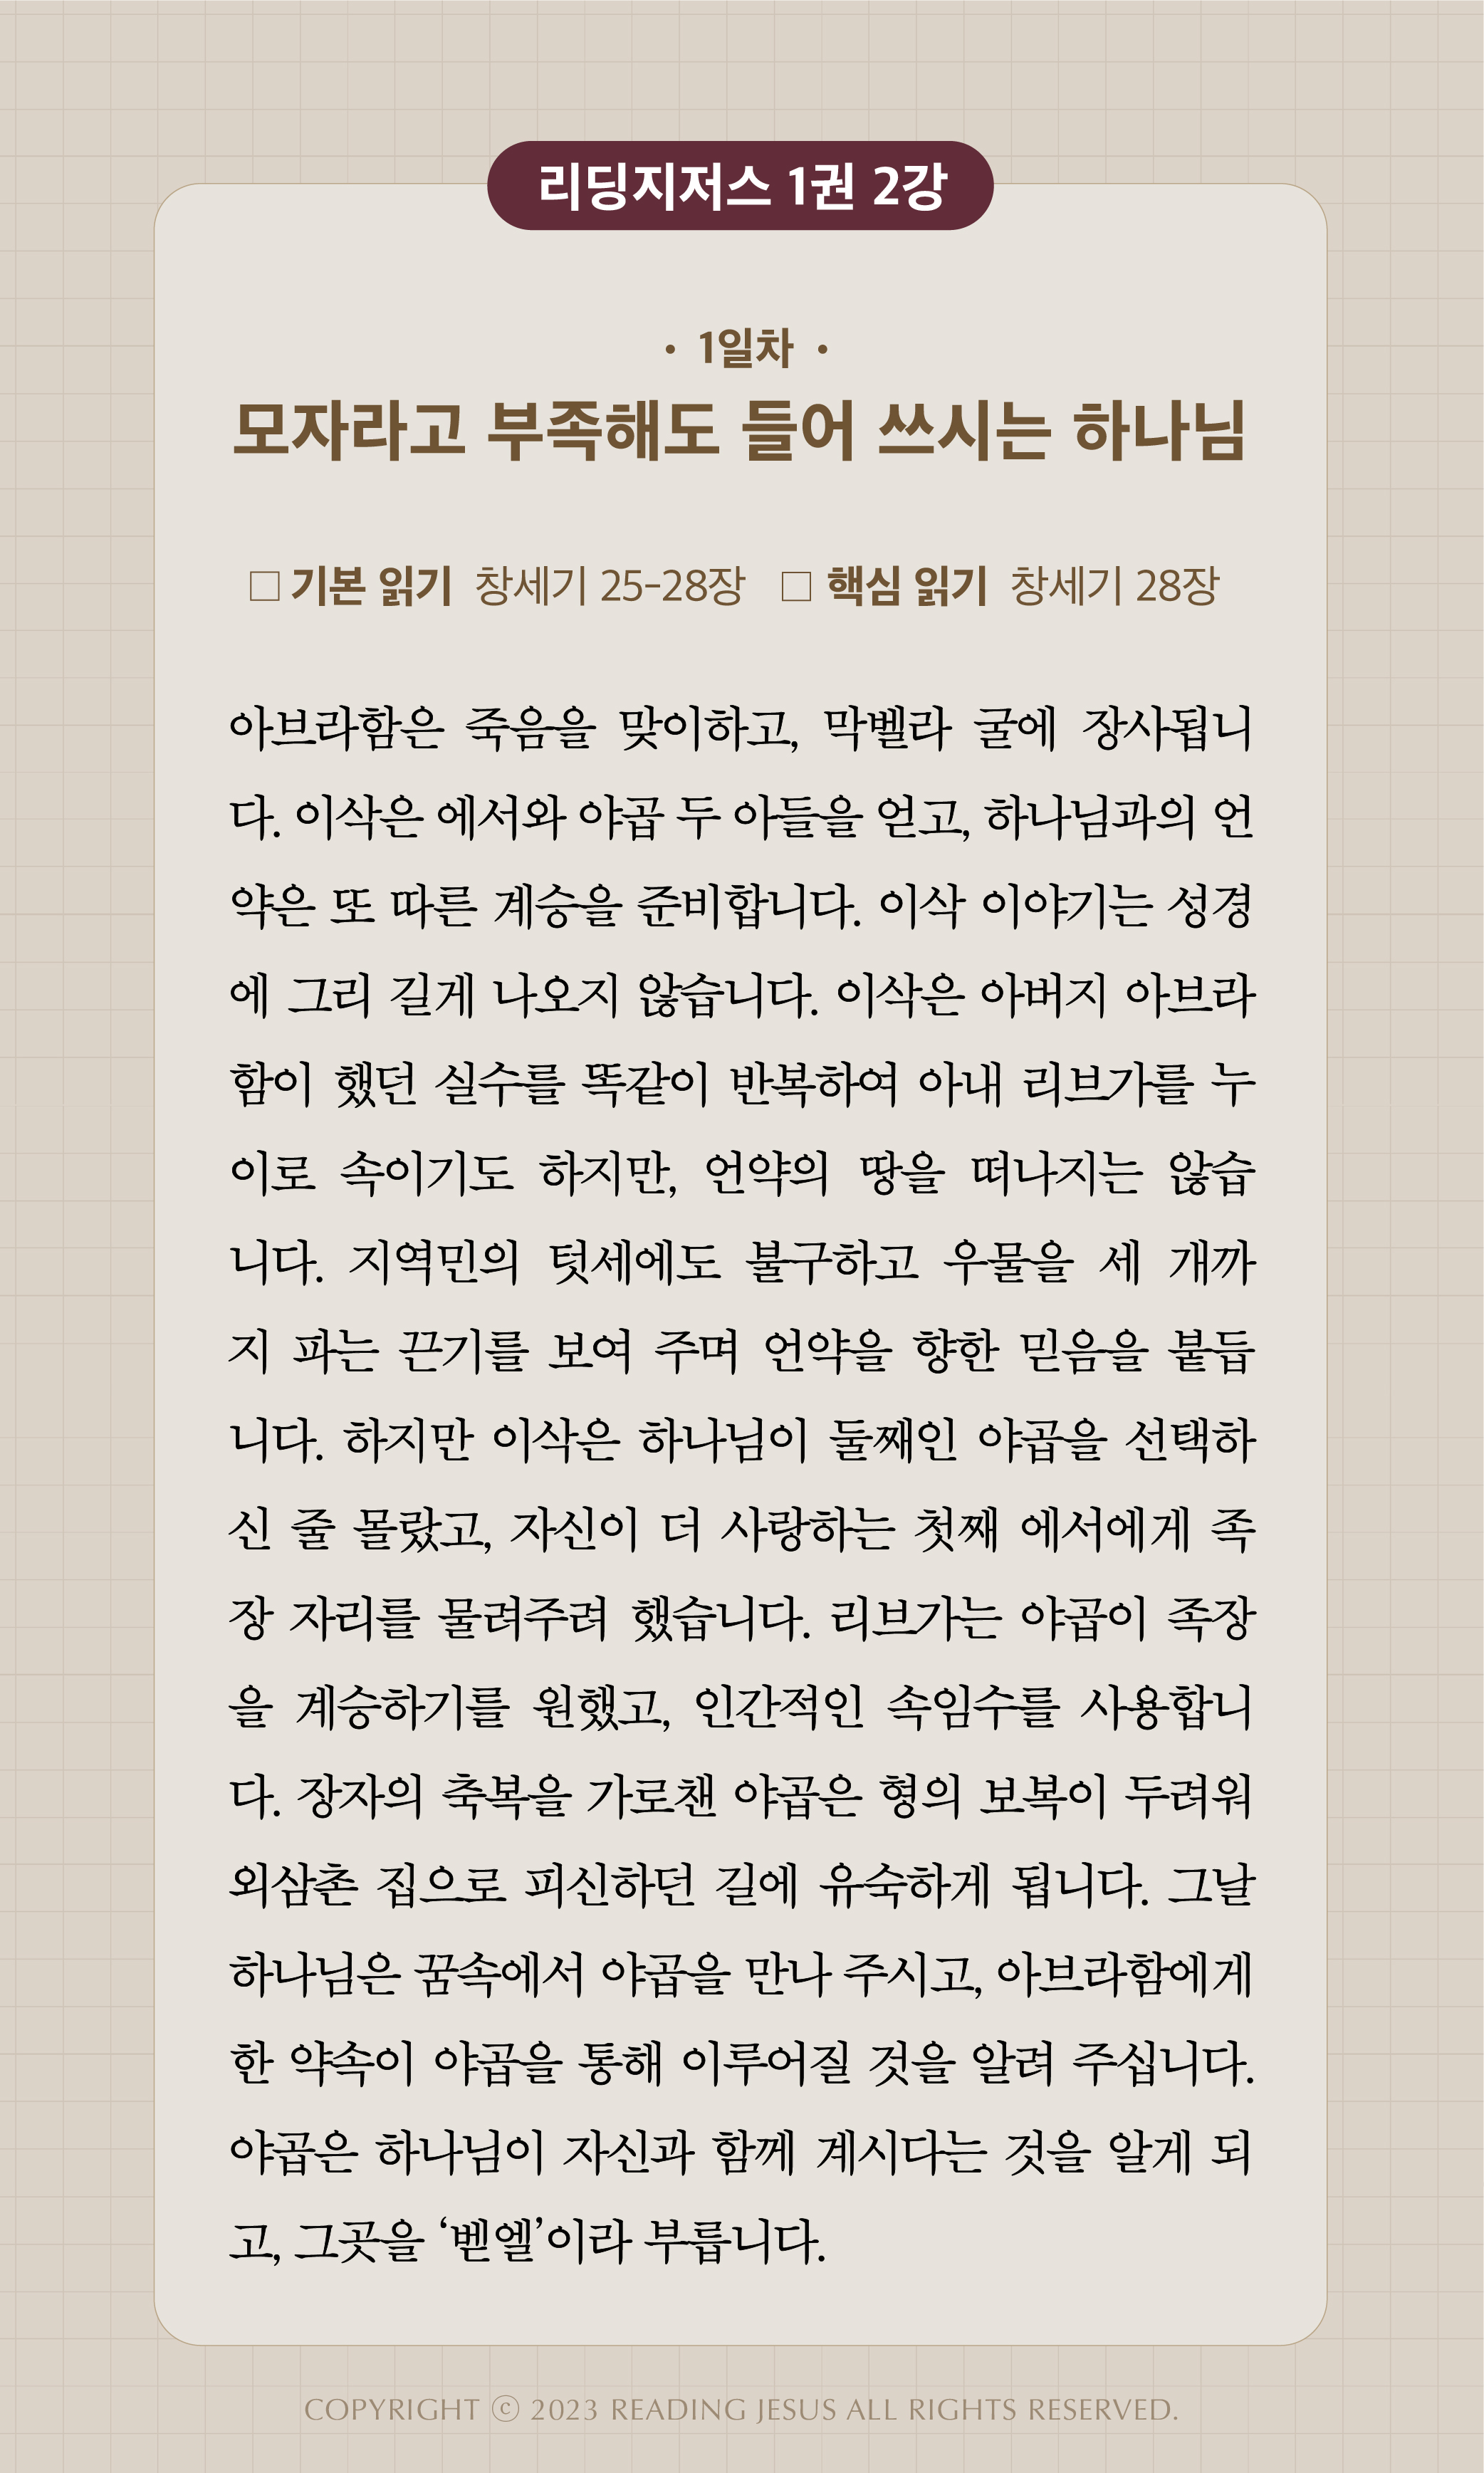 리딩지저스 1권 2강
· 1일차 ·
모자라고 부족해도 들어 쓰시는 하나님
□ 기본 읽기 창세기 25-28장 □ 핵심 읽기 창세기 28장
아브라함은 죽음을 맞이하고, 막벨라 굴에 장사됩니
다. 이삭은 에서와 야곱 두 아들을 얻고, 하나님과의 언
약은 또 따른 계승을 준비합니다. 이삭 이야기는 성경
에 그리 길게 나오지 않습니다. 이삭은 아버지 아브라
함이 했던 실수를 똑같이 반복하여 아내 리브가를 누
이로 속이기도 하지만, 언약의 땅을 떠나지는 않습
니다. 지역민의 텃세에도 불구하고 우물을 세 개까
지 파는 끈기를 보여 주며 언약을 향한 믿음을 붙듭
니다. 하지만 이삭은 하나님이 둘째인 야곱을 선택하
신 줄 몰랐고, 자신이 더 사랑하는 첫째 에서에게 족
장 자리를 물려주려 했습니다. 리브가는 야곱이 족장
을 계승하기를 원했고, 인간적인 속임수를 사용합니
다. 장자의 축복을 가로챈 야곱은 형의 보복이 두려워
외삼촌 집으로 피신하던 길에 유숙하게 됩니다. 그날
하나님은 꿈속에서 야곱을 만나 주시고, 아브라함에게
한 약속이 야곱을 통해 이루어질 것을 알려 주십니다.
야곱은 하나님이 자신과 함께 계시다는 것을 알게 되
고, 그곳을 ‘벧엘’이라 부릅니다.
COPYRIGHT ⓒ 2023 READING JESUS ALL RIGHTS RESERVED.